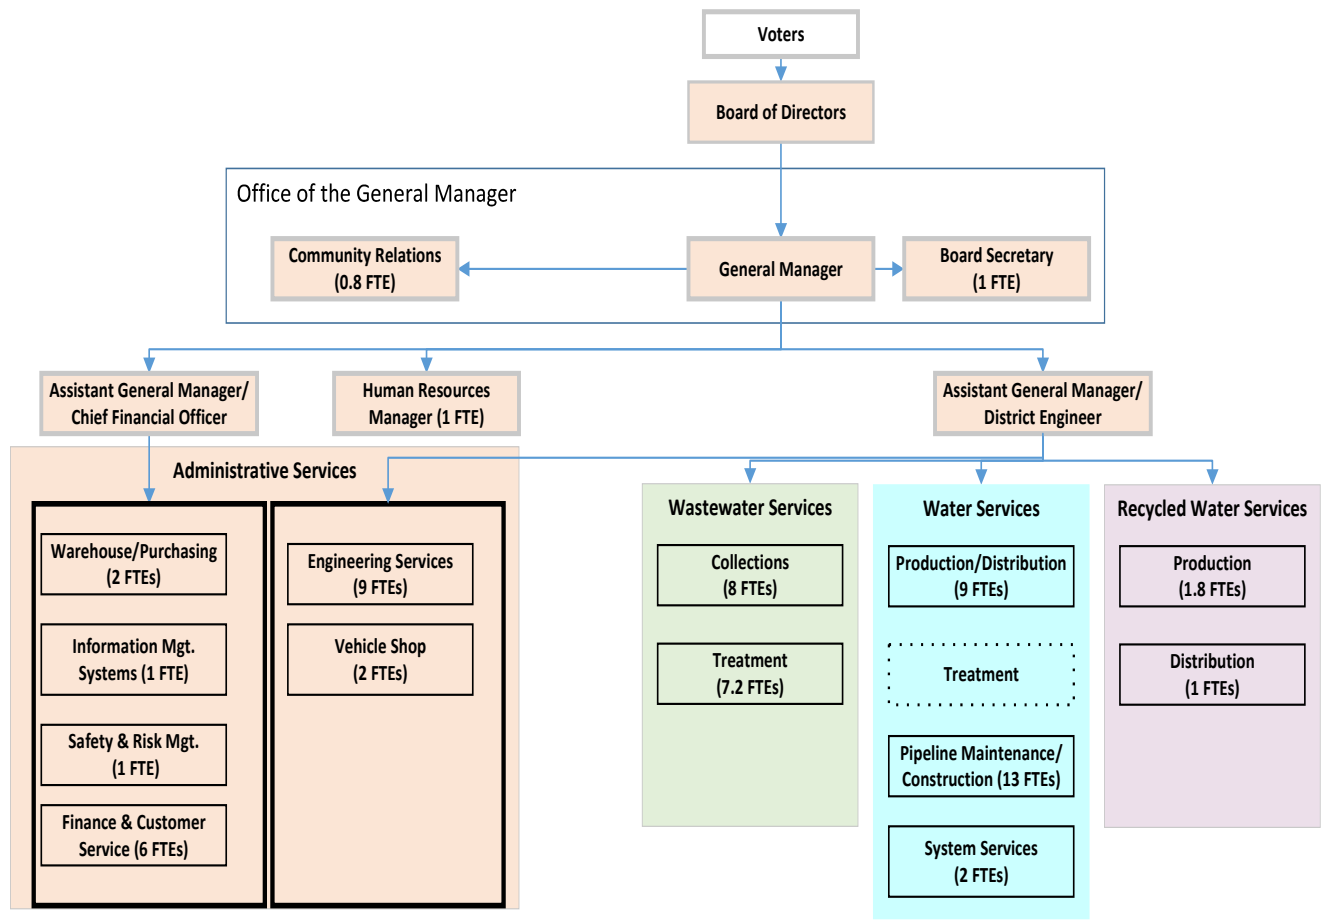 Voters
Board of Directors
Office of the General Manager
Community Relations
(0.8 FTE)
General Manager
Board Secretary
(1 FTE)
Assistant General Manager/
Chief Financial Officer
Human Resources
Manager (1 FTE)
Assistant General Manager/
District Engineer
Administrative Services
Warehouse/Purchasing
(2 FTEs)
Information Mgt.
Systems (1 FTE)
Safety & Risk Mgt.
(1 FTE)
Finance & Customer
Service (6 FTEs)
Engineering Services
(9 FTEs)
Vehicle Shop
(2 FTEs)
Wastewater Services
Collections
(8 FTEs)
Treatment
(7.2 FTEs)
Water Services
Production/Distribution
(9 FTEs)
Treatment
Pipeline Maintenance/
Construction (13 FTEs)
System Services
(2 FTEs)
Recycled Water Services
Production
(1.8 FTEs)
Distribution
(1 FTEs)